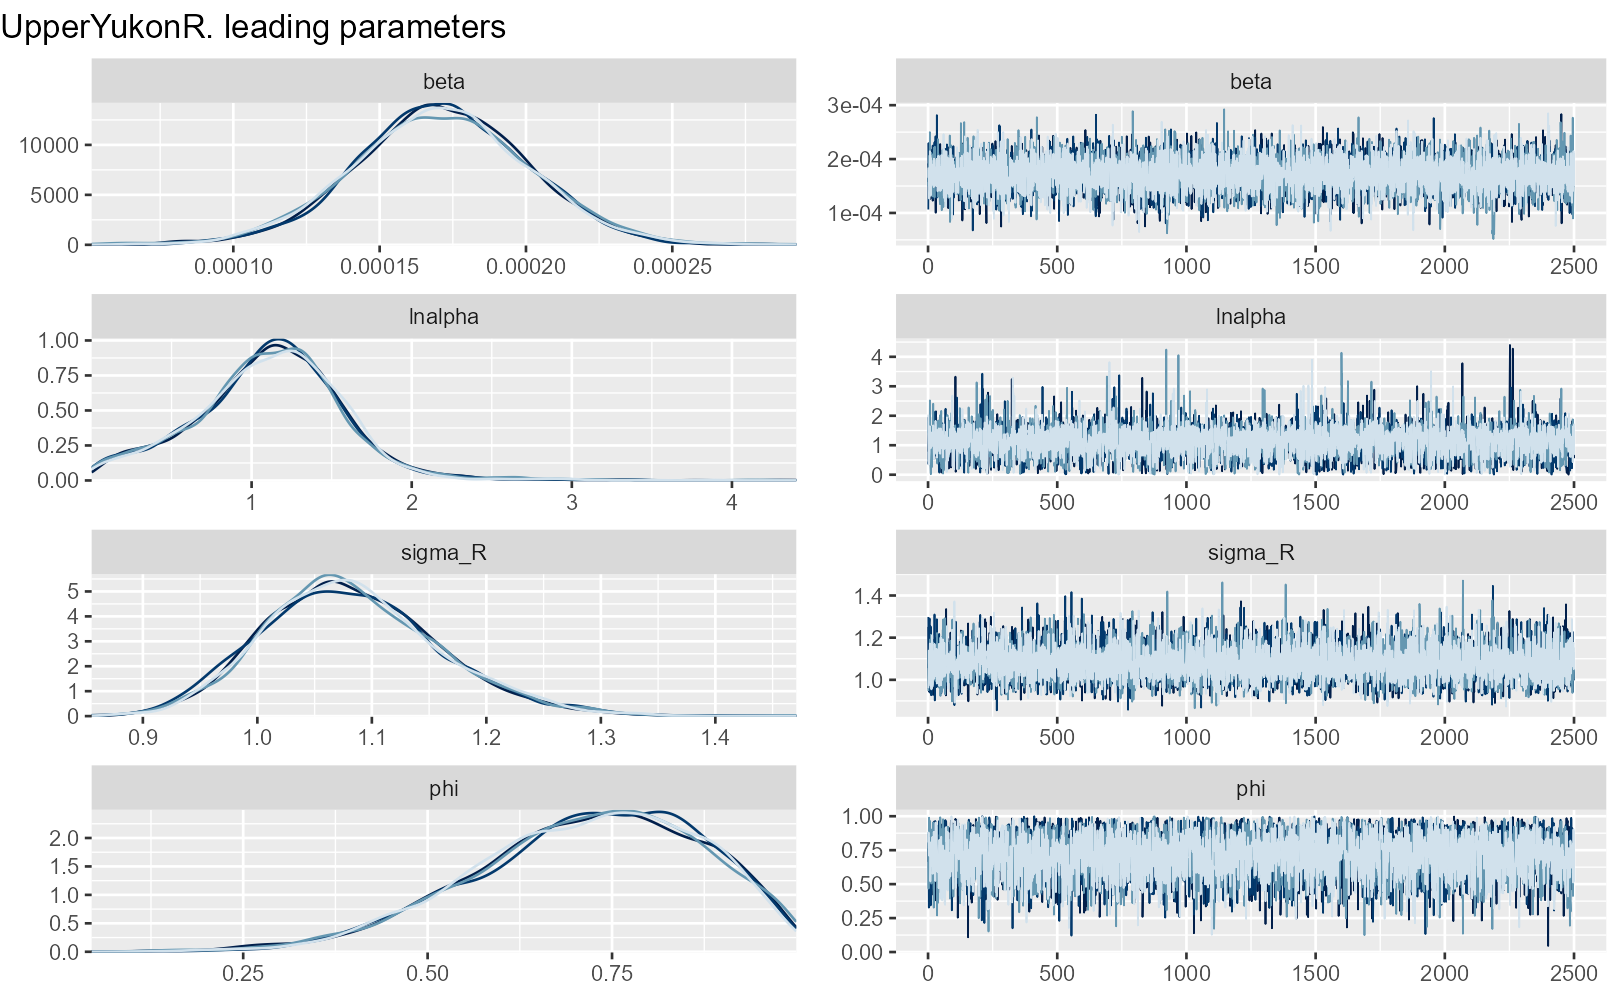 UpperYukonR. leading parameters
beta
10000
5000
0
0.00010 0.00015 0.00020 0.00025
beta
3e-04
2e-04
1e-04
0 500 1000 1500 2000 2500
lnalpha
1.00
0.75
0.50
0.25
0.00
1 2 3 4
lnalpha
4
3
2
1
0
0 500 1000 1500 2000 2500
sigma_R
5
4
3
2
1
0
0.9 1.0 1.1 1.2 1.3 1.4
sigma_R
1.4
1.2
1.0
0 500 1000 1500 2000 2500
phi
2.0
1.5
1.0
0.5
0.0
0.25 0.50 0.75
phi
1.00
0.75
0.50
0.25
0.00
0 500 1000 1500 2000 2500